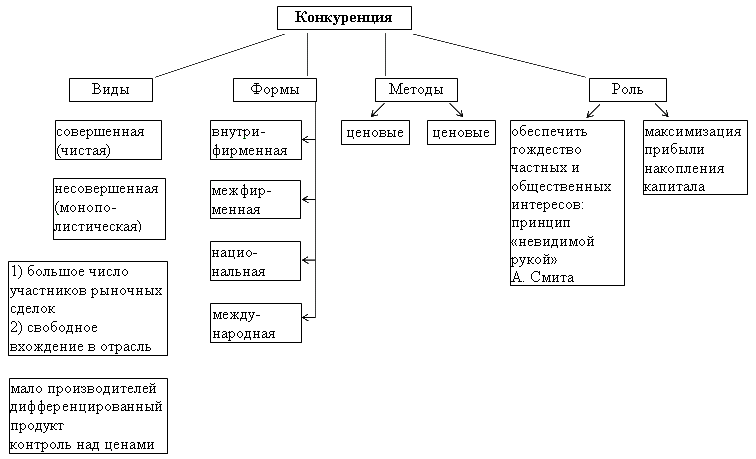 Конкуренция
Виды
Формы
Методы
Роль
совершенная
(чистая)
несовершенная
(монопо-
листическая)
1) большое число
участников рыночных
сделок
2) свободное
вхождение в отрасль
мало производителей
дифференцированный
продукт
контроль над ценами
внутри-
фирменная
межфир-
менная
нацио-
нальная
между-
народная
ценовые
ценовые
обеспечить
тождество
частных и
общественных
интересов:
принцип
«невидимой
рукой»
А. Смита
максимизация
прибыли
накопления
капитала